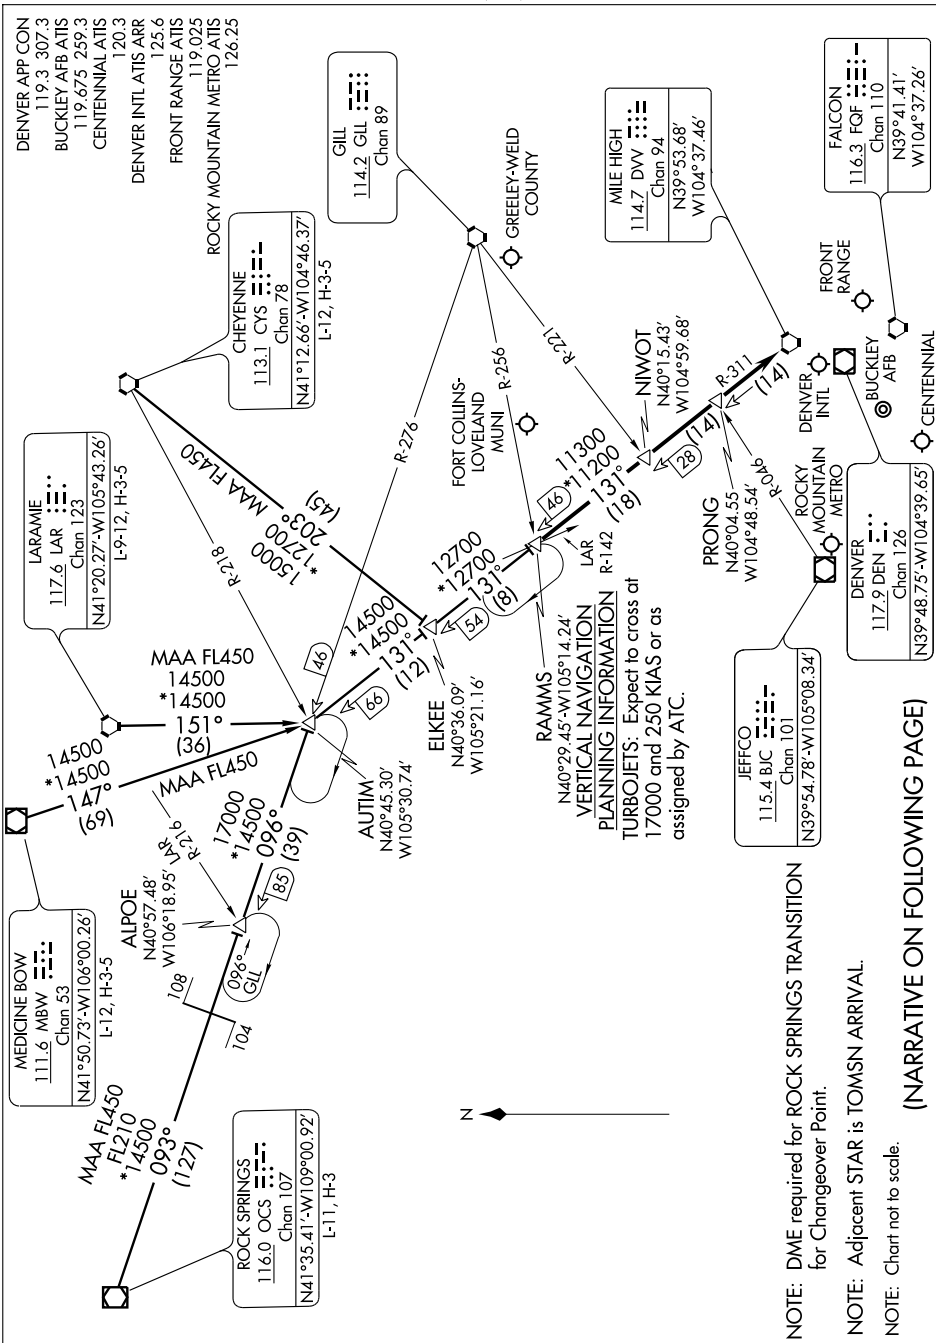 DENVER APP CON
119.3 307.3
BUCKLEY AFB ATIS
119.675 259.3
CENTENNIAL ATIS
120.3
DENVER INTL ATIS ARR
125.6
FRONT RANGE ATIS
119.025
ROCKY MOUNTAIN METRO ATIS
126.25
MEDICINE BOW
111.6 MBW
Chan 53
N41°50.73'-W106°00.26'
L-12, H-3-5
LARAMIE
117.6 LAR
Chan 123
N41°20.27'-W105°43.26'
L-9-12, H-3-5
CHEYENNE
113.1 CYS
Chan 78
N41°12.66'-W104°46.37'
L-12, H-3-5
GILL
114.2 GLL
Chan 89
GREELEY-WELD
COUNTY
ROCK SPRINGS
116.0 OCS
Chan 107
N41°35.41'-W109°00.92'
L-11, H-3
MAA FL450
FL210
*14500
093°
(127)
108
104
ALPOE
N40°57.48'
W106°18.95'
096°
GLL
85
LAR
R-216
17000
*14500
096°
(39)
14500
*14500
147°
(69)
MAA FL450
MAA FL450
14500
*14500
151°
(36)
R-218
MAA FL450
15000
*12700
203°
(45)
R-276
R-256
R-221
46
66
AUTIM
N40°45.30'
W105°30.74'
14500
*14500
131°
(12)
ELKEE
N40°36.09'
W105°21.16'
54
12700
*12700
131°
(8)
FORT COLLINS-
LOVELAND
MUNI
RAMMS
N40°29.45'-W105°14.24'
LAR
R-142
46
11300
*11200
131°
(18)
VERTICAL NAVIGATION
PLANNING INFORMATION
TURBOJETS: Expect to cross at
17000 and 250 KIAS or as
assigned by ATC.
NIWOT
N40°15.43'
W104°59.68'
28
(14)
PRONG
N40°04.55
W104°48.54'
R-311
(14)
R-046
MILE HIGH
114.7 DVV
Chan 94
N39°53.68'
W104°37.46'
FALCON
116.3 FQF
Chan 110
N39°41.41'
W104°37.26'
FRONT
RANGE
DENVER
INTL
BUCKLEY
AFB
CENTENNIAL
ROCKY
MOUNTAIN
METRO
JEFFCO
115.4 BJC
Chan 101
N39°54.78'-W105°08.34'
DENVER
117.9 DEN
Chan 126
N39°48.75'-W104°39.65'
N
NOTE: DME required for ROCK SPRINGS TRANSITION
for Changeover Point.
NOTE: Adjacent STAR is TOMSN ARRIVAL.
NOTE: Chart not to scale.
(NARRATIVE ON FOLLOWING PAGE)